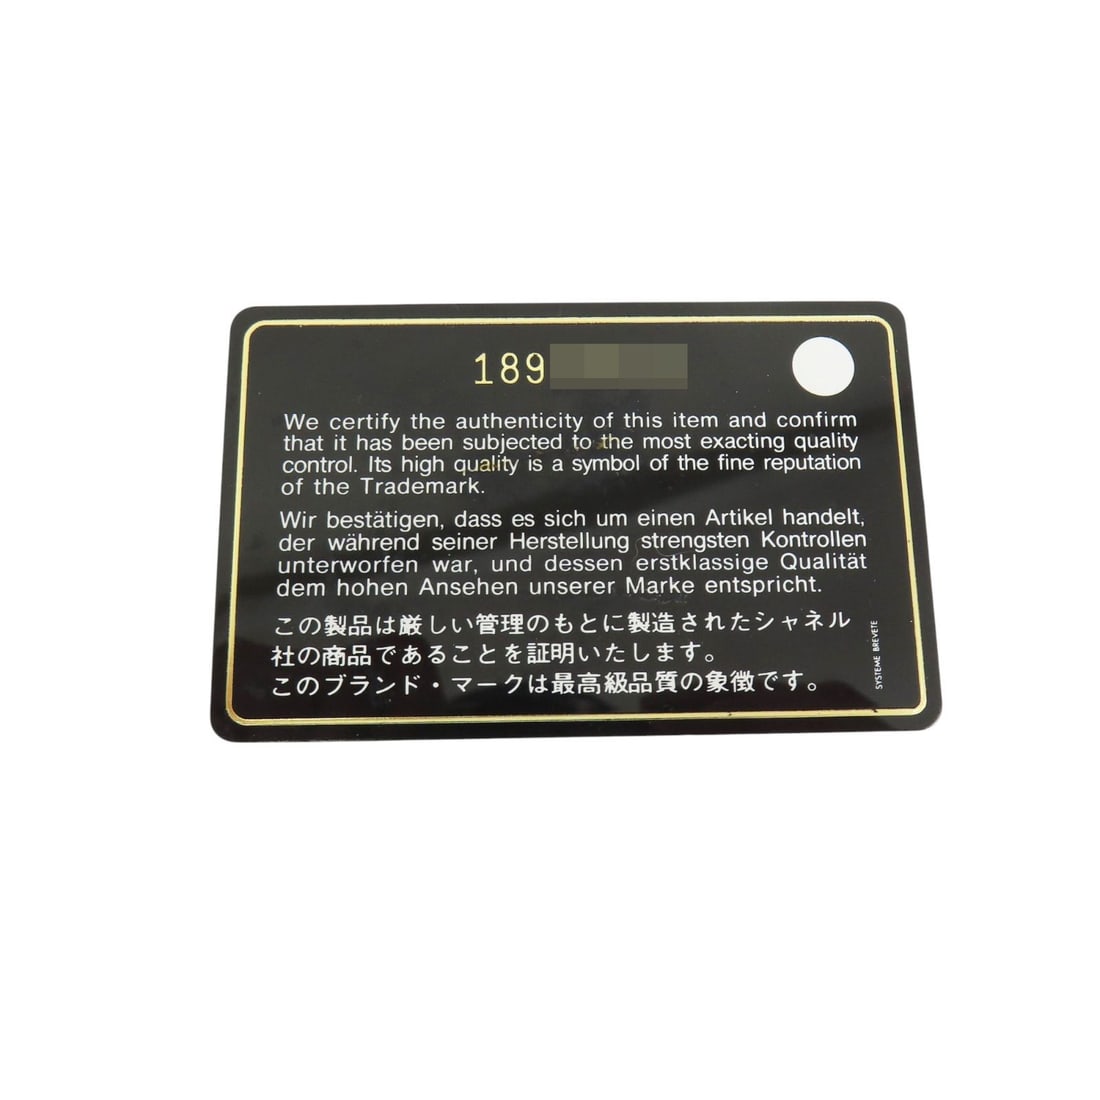 189
We certify the authenticity of this item and confirm
that it has been subjected to the most exacting quality
control. Its high quality is a symbol of the fine reputation
of the Trademark.
Wir bestätigen, dass es sich um einen Artikel handelt,
der während seiner Herstellung strengsten Kontrollen
unterworfen war, und dessen erstklassige Qualität
dem hohen Ansehen unserer Marke entspricht.
この製品は厳しい管理のもとに製造されたシャネル
社の商品であることを証明いたします。
このブランド・マークは最高級品質の象徴です。
SYSTEME BREVETE